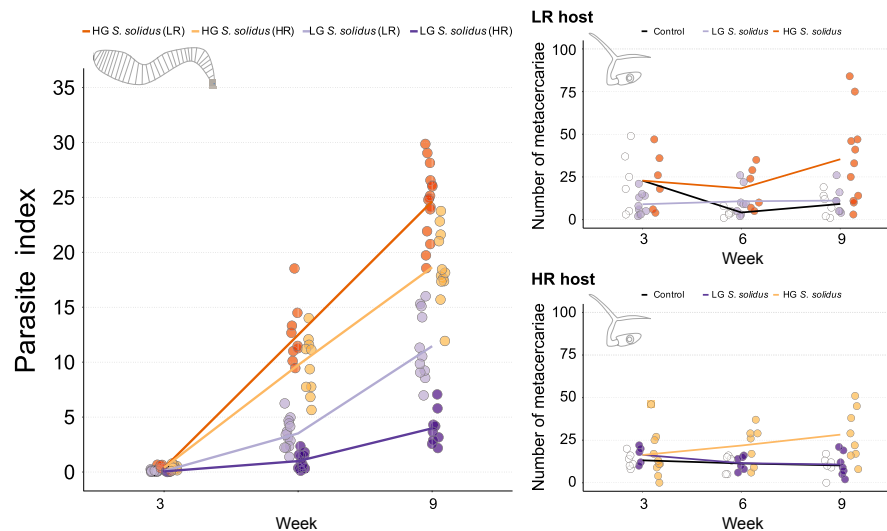 HG S. solidus (LR) HG S. solidus (HR) LG S. solidus (LR) LG S. solidus (HR)
Parasite index
35
30
25
20
15
10
5
0
3 6 9
Week
LR host
Control LG S. solidus HG S. solidus
Number of metacercariae
100
75
50
25
0
3 6 9
Week
HR host
Control LG S. solidus HG S. solidus
Number of metacercariae
100
75
50
25
0
3 6 9
Week